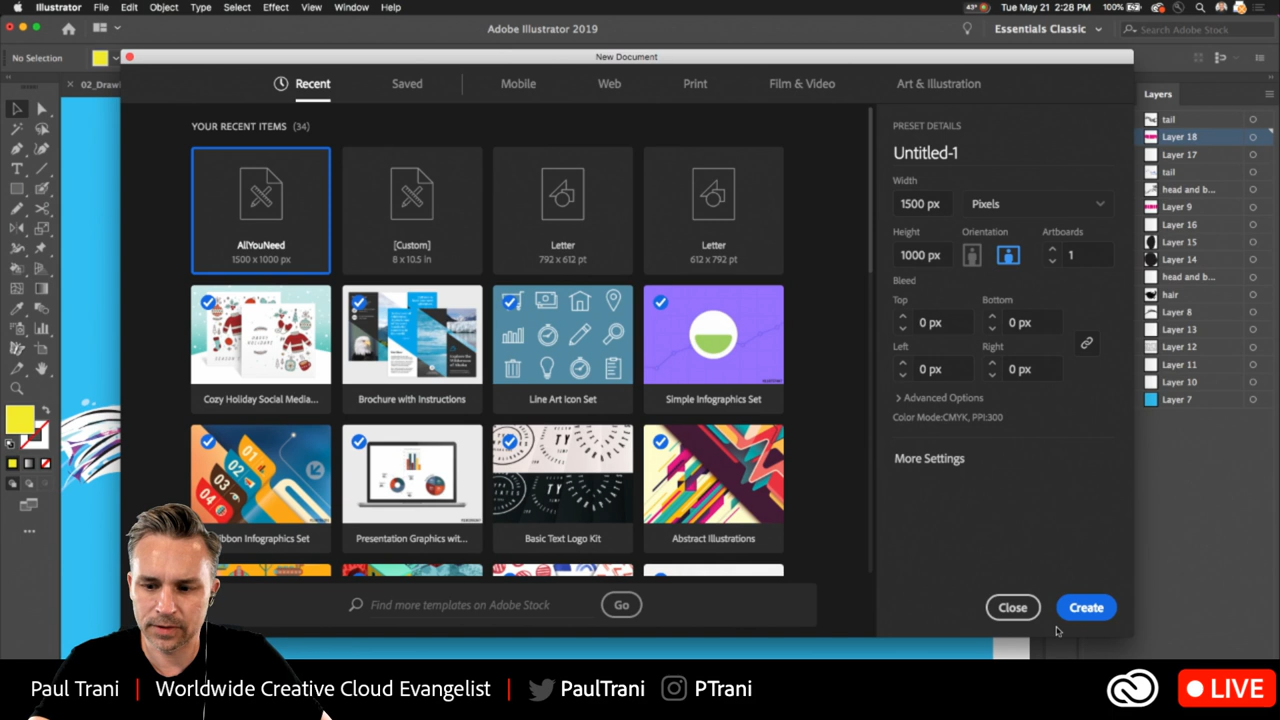 Illustrator File Edit Object Type Select Effect View Window Help
43° Tue May 21 2:28 PM 100%
Adobe Illustrator 2019
Essentials Classic
Search Adobe Stock
No Selection
New Document
02_Drawi
Recent Saved Mobile Web Print Film & Video Art & Illustration
YOUR RECENT ITEMS (34)
AllYouNeed
1500 x 1000 px
[Custom]
8 x 10.5 in
Letter
792 x 612 pt
Letter
612 x 792 pt
Cozy Holiday Social Media...
Brochure with Instructions
Line Art Icon Set
Simple Infographics Set
01
02
03
04
Ribbon Infographics Set
Presentation Graphics wit...
Basic Text Logo Kit
Abstract Illustrations
Find more templates on Adobe Stock
Go
PRESET DETAILS
Untitled-1
Width
1500 px Pixels
Height Orientation Artboards
1000 px 1
Bleed
Top Bottom
0 px 0 px
Left Right
0 px 0 px
Advanced Options
Color Mode:CMYK, PPI:300
More Settings
Close Create
Layers
tail
Layer 18
Layer 17
tail
head and b...
Layer 9
Layer 16
Layer 15
Layer 14
head and b...
hair
Layer 8
Layer 13
Layer 12
Layer 11
Layer 10
Layer 7
Paul Trani | Worldwide Creative Cloud Evangelist | PaulTrani PTrani
LIVE